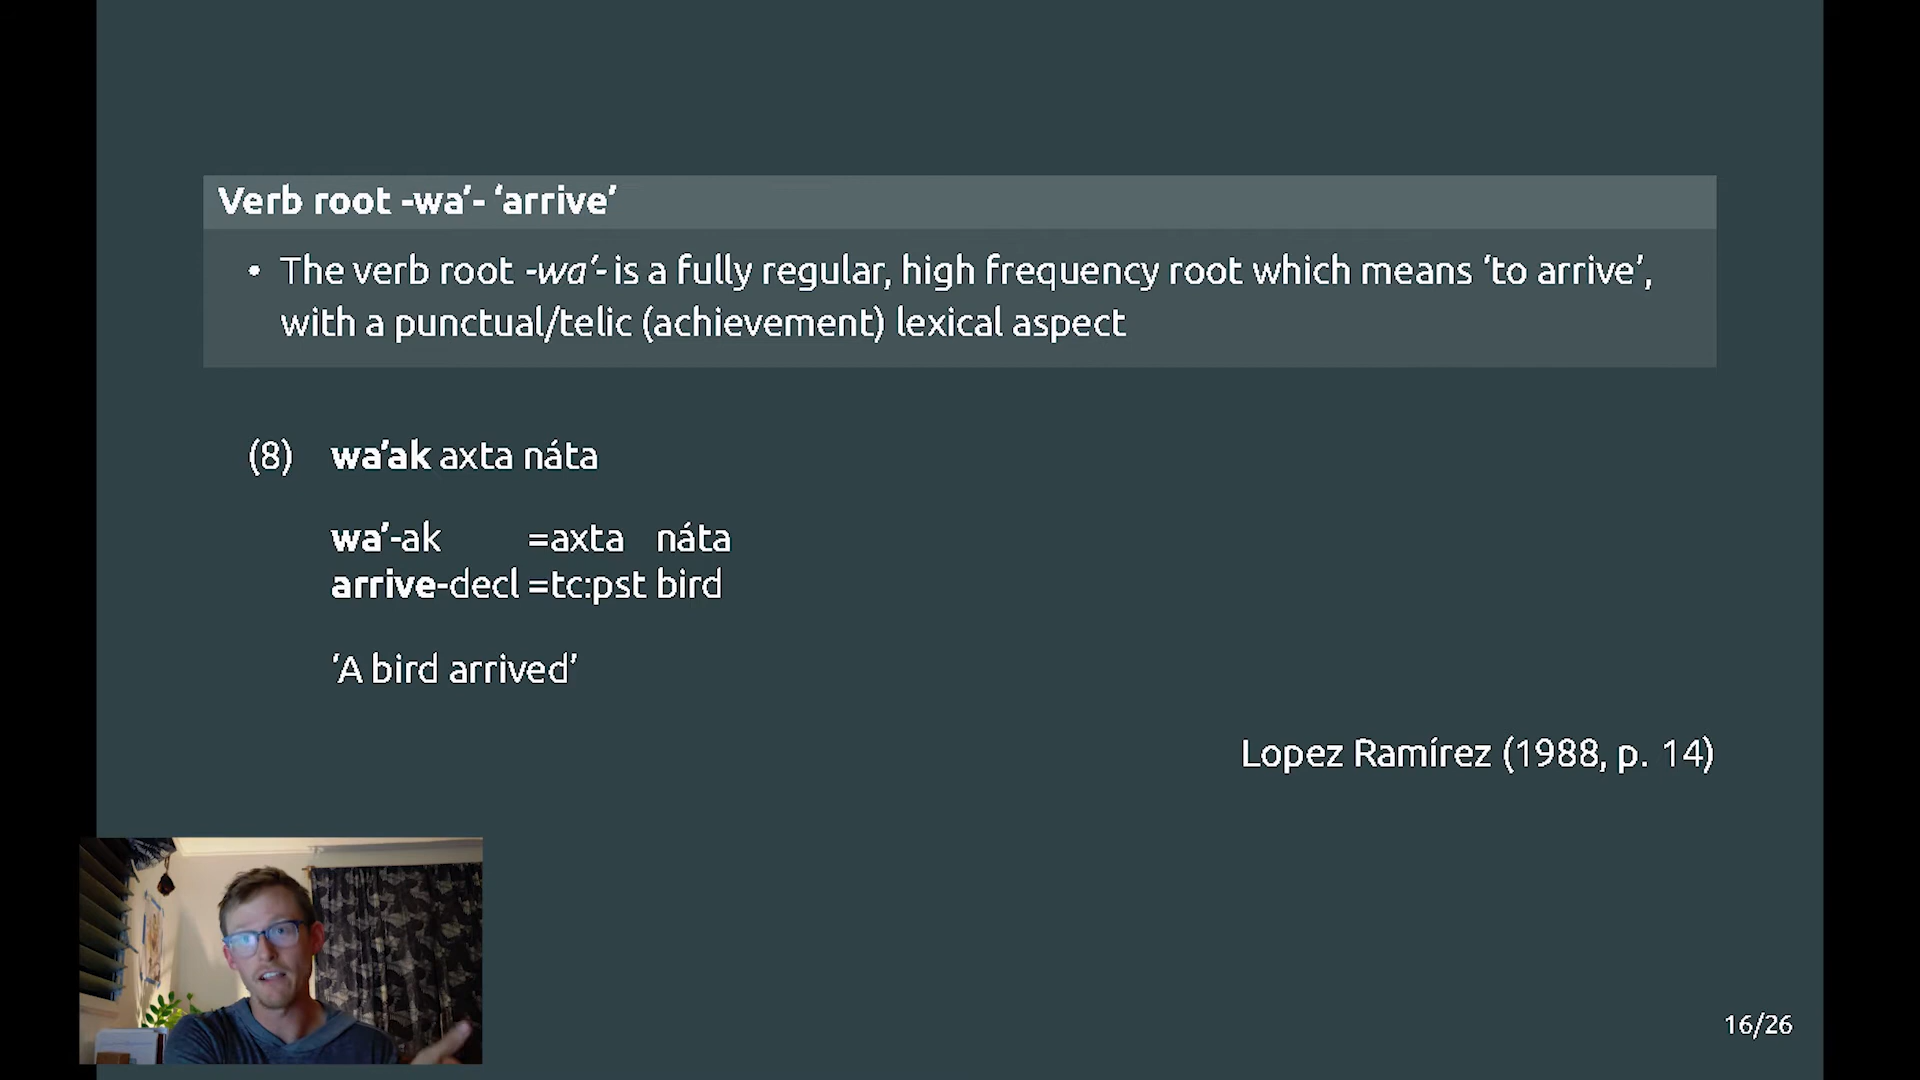 Verb root -wa’- ‘arrive’
• The verb root -wa’- is a fully regular, high frequency root which means ‘to arrive’,
with a punctual/telic (achievement) lexical aspect
(8) wa’ak axta náta
wa’-ak =axta náta
arrive-decl =tc:pst bird
‘A bird arrived’
Lopez Ramírez (1988, p. 14)
16/26